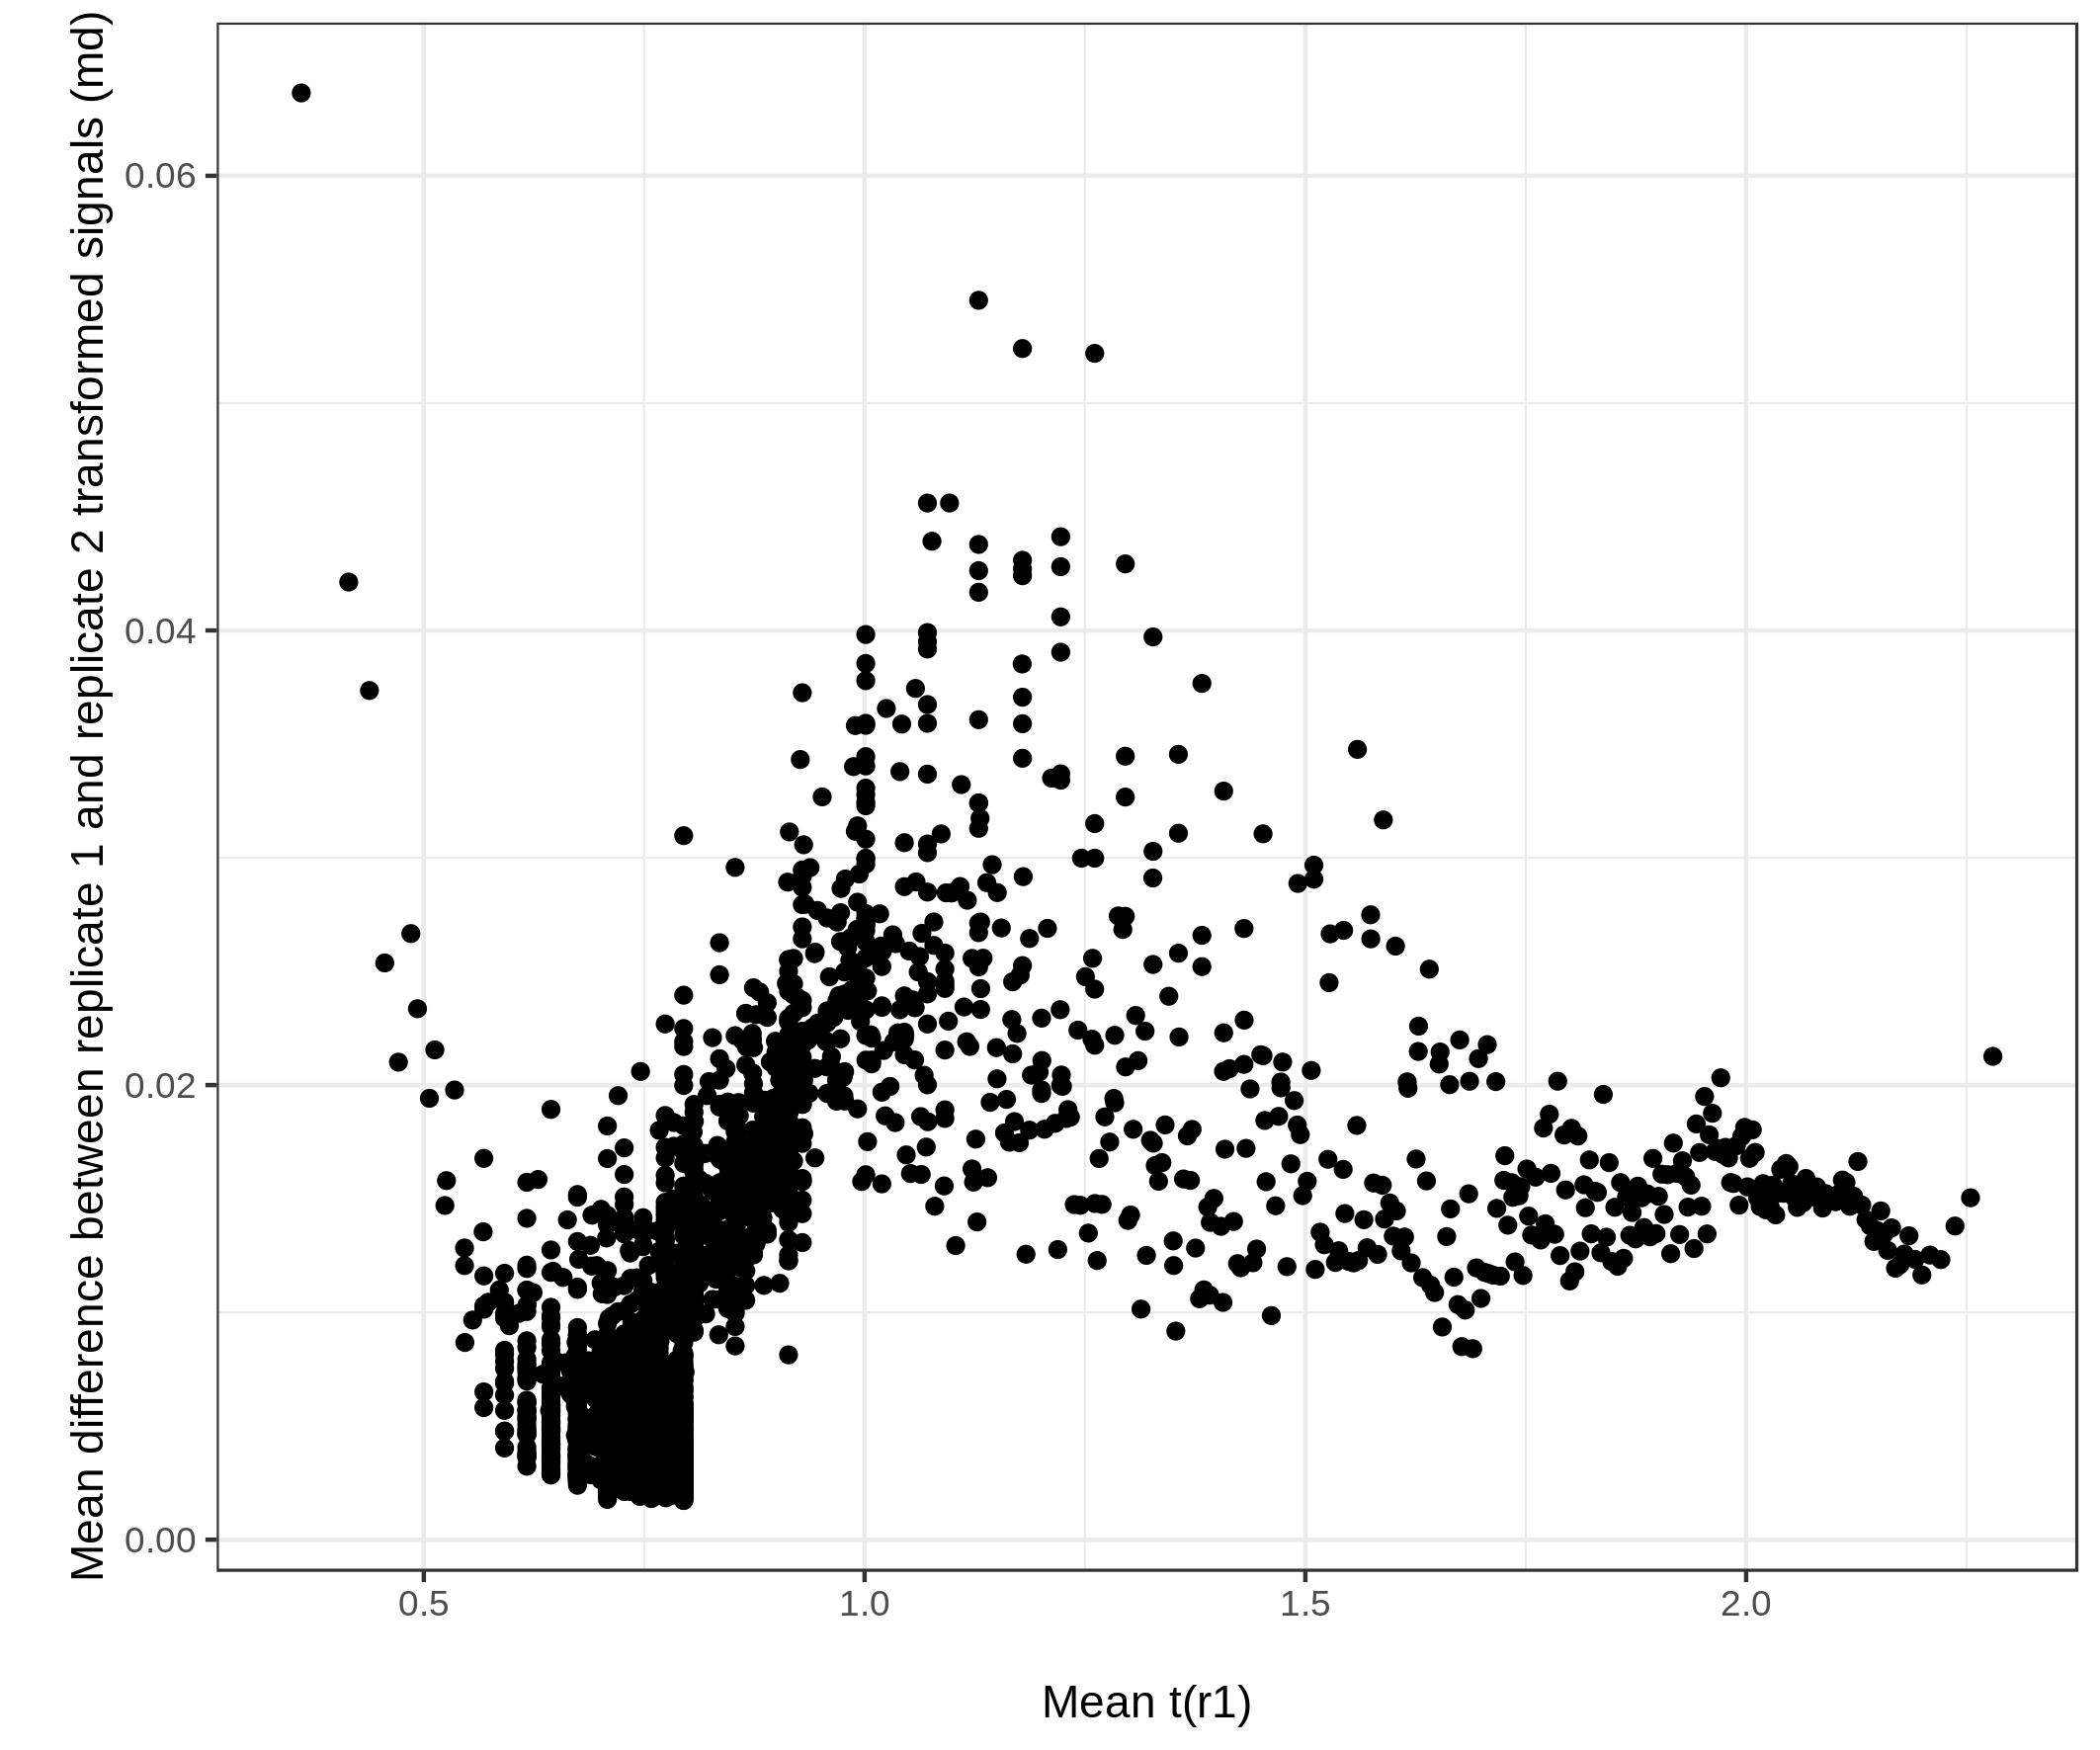 Mean difference between replicate 1 and replicate 2 transformed signals (md)
0.06
0.04
0.02
0.00
0.5 1.0 1.5 2.0
Mean t(r1)